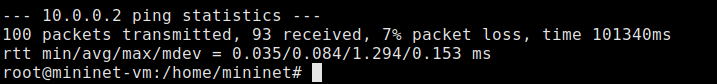 --- 10.0.0.2 ping statistics ---
100 packets transmitted, 93 received, 7% packet loss, time 101340ms
rtt min/avg/max/mdev = 0.035/0.084/1.294/0.153 ms
root@mininet-vm:/home/mininet#